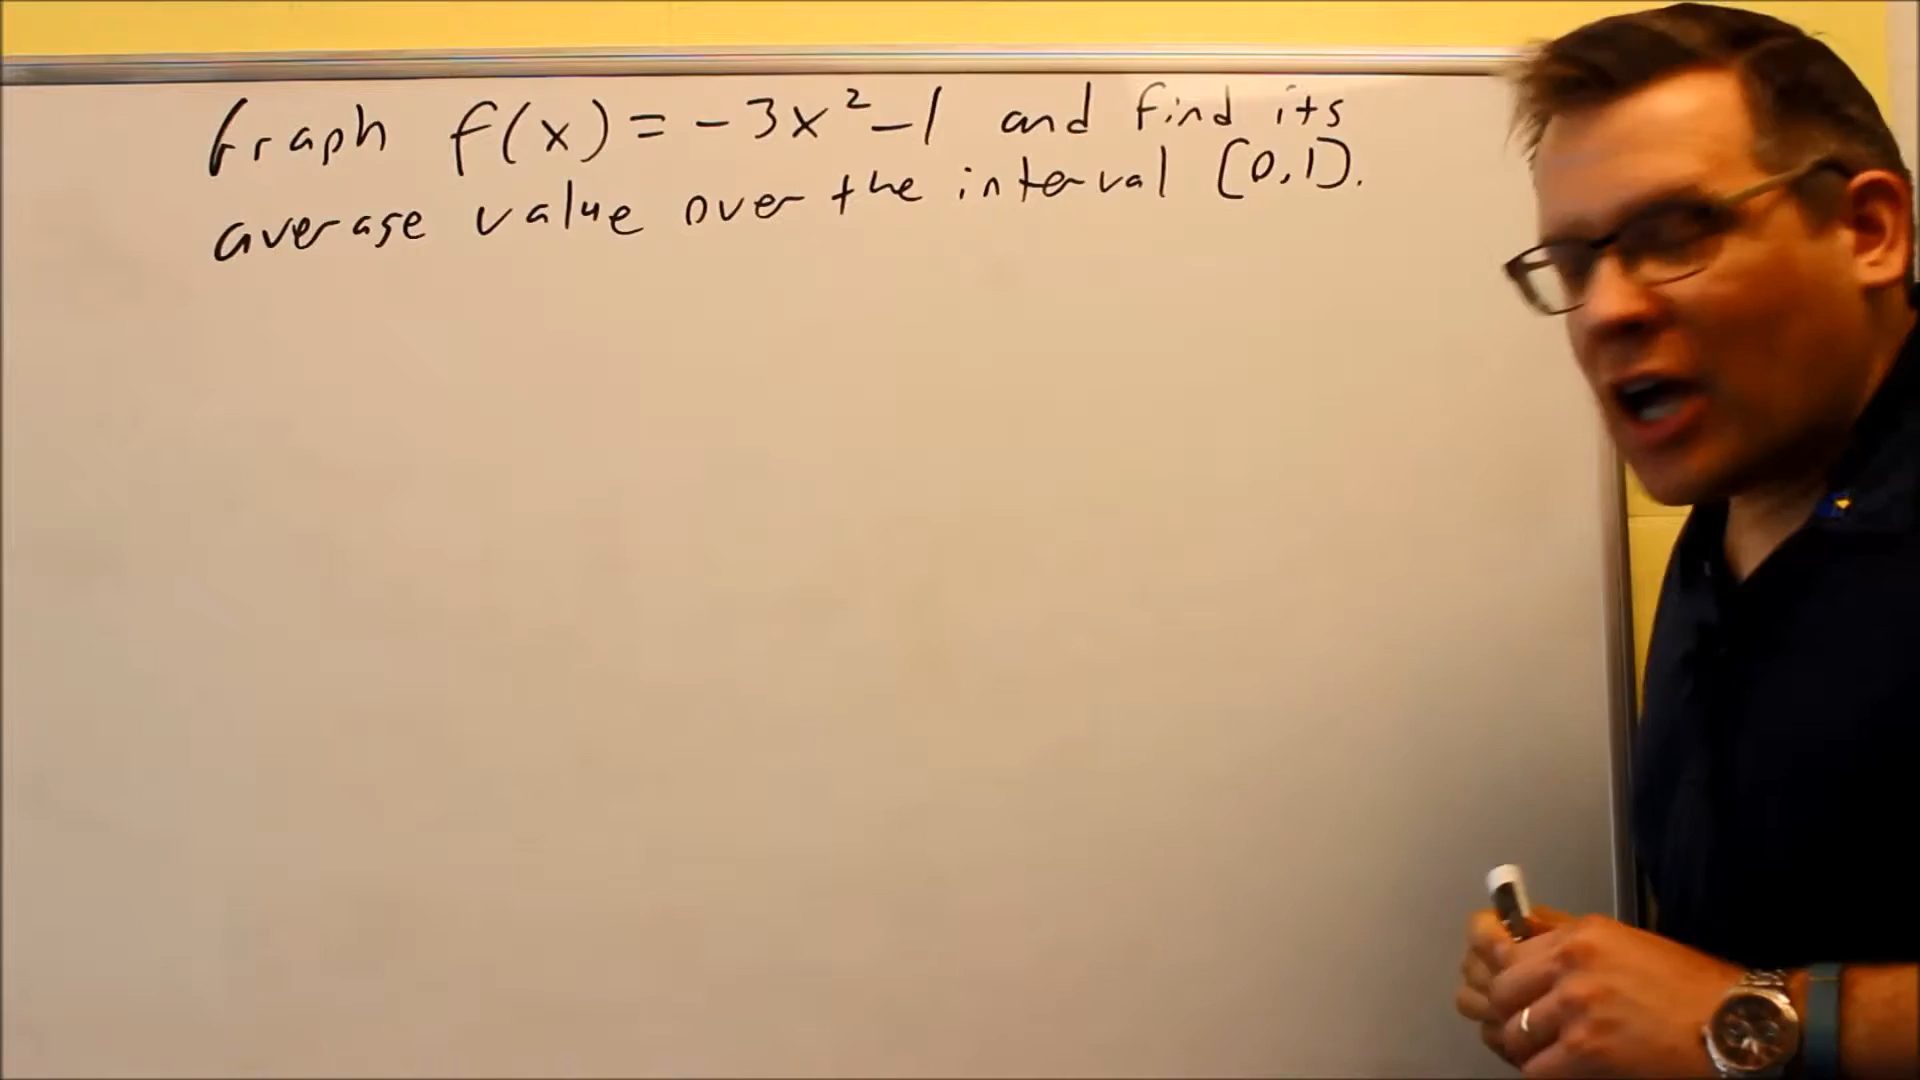 Graph f(x) = -3x²-1 and find its
average value over the interval [0,1].